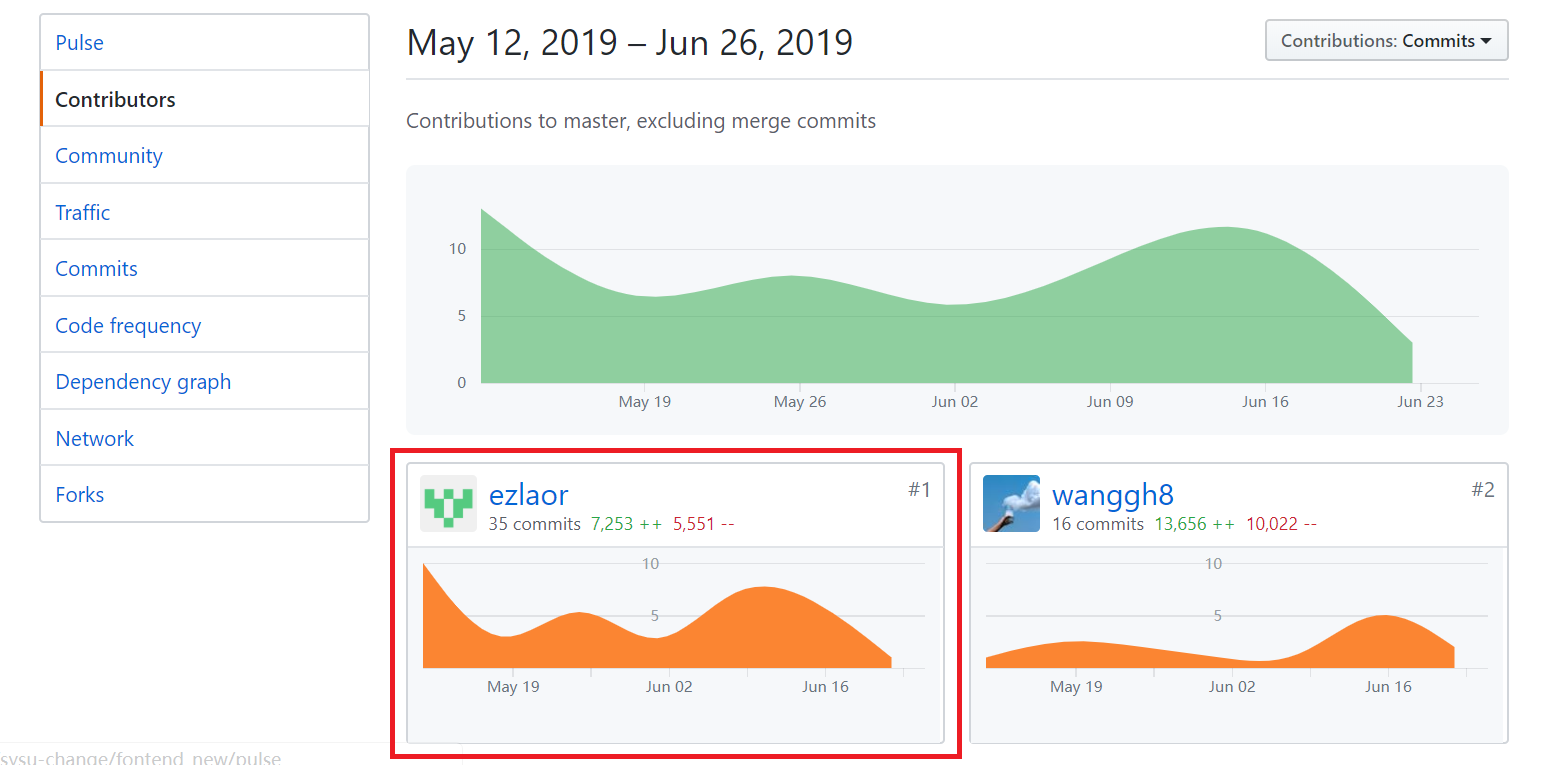 Pulse
Contributors
Community
Traffic
Commits
Code frequency
Dependency graph
Network
Forks
May 12, 2019 – Jun 26, 2019
Contributions: Commits
Contributions to master, excluding merge commits
10
5
0
May 19 May 26 Jun 02 Jun 09 Jun 16 Jun 23
ezlaor #1
35 commits 7,253 ++ 5,551 --
10
5
May 19 Jun 02 Jun 16
wanggh8 #2
16 commits 13,656 ++ 10,022 --
10
5
May 19 Jun 02 Jun 16
svsu-change/fontend_new/pulse